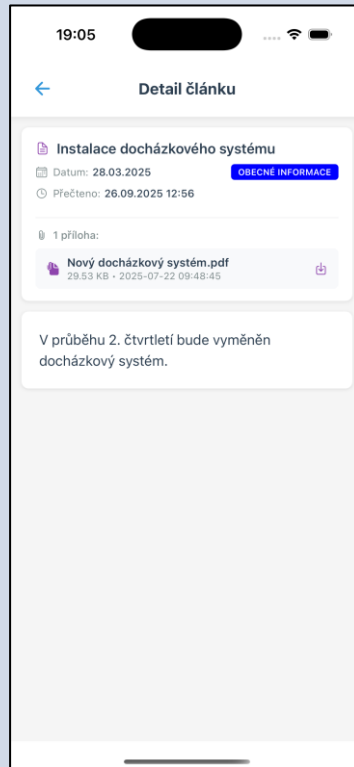 19:05
Detail článku
Instalace docházkového systému
Datum: 28.03.2025 OBECNÉ INFORMACE
Přečteno: 26.09.2025 12:56
1 příloha:
Nový docházkový systém.pdf
29.53 KB • 2025-07-22 09:48:45
V průběhu 2. čtvrtletí bude vyměněn
docházkový systém.